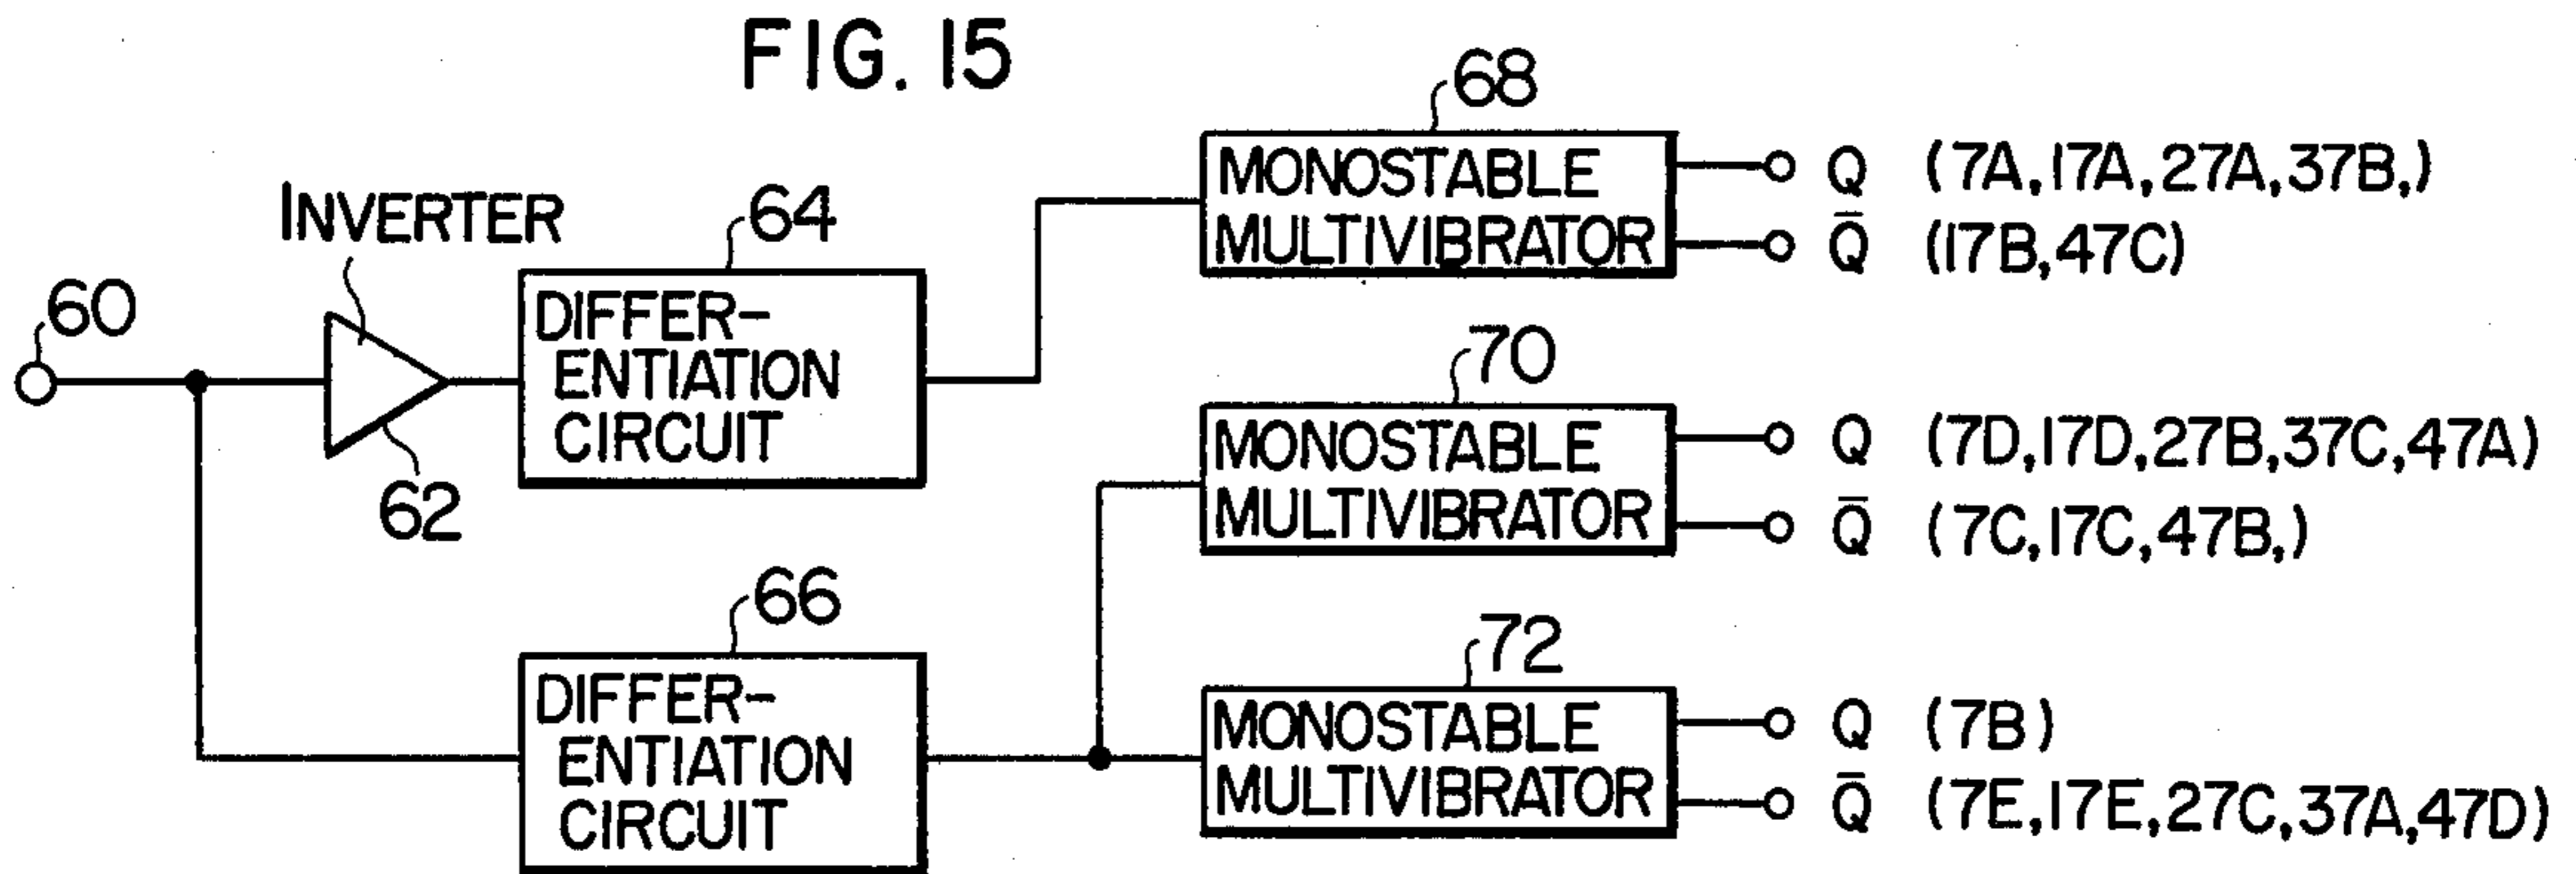 FIG. 15
INVERTER
60
62
64
DIFFER-
ENTIATION
CIRCUIT
66
DIFFER-
ENTIATION
CIRCUIT
68
MONOSTABLE
MULTIVIBRATOR
Q (7A,17A,27A,37B,)
Q̄ (17B,47C)
70
MONOSTABLE
MULTIVIBRATOR
Q (7D,17D,27B,37C,47A)
Q̄ (7C,17C,47B,)
72
MONOSTABLE
MULTIVIBRATOR
Q (7B)
Q̄ (7E,17E,27C,37A,47D)